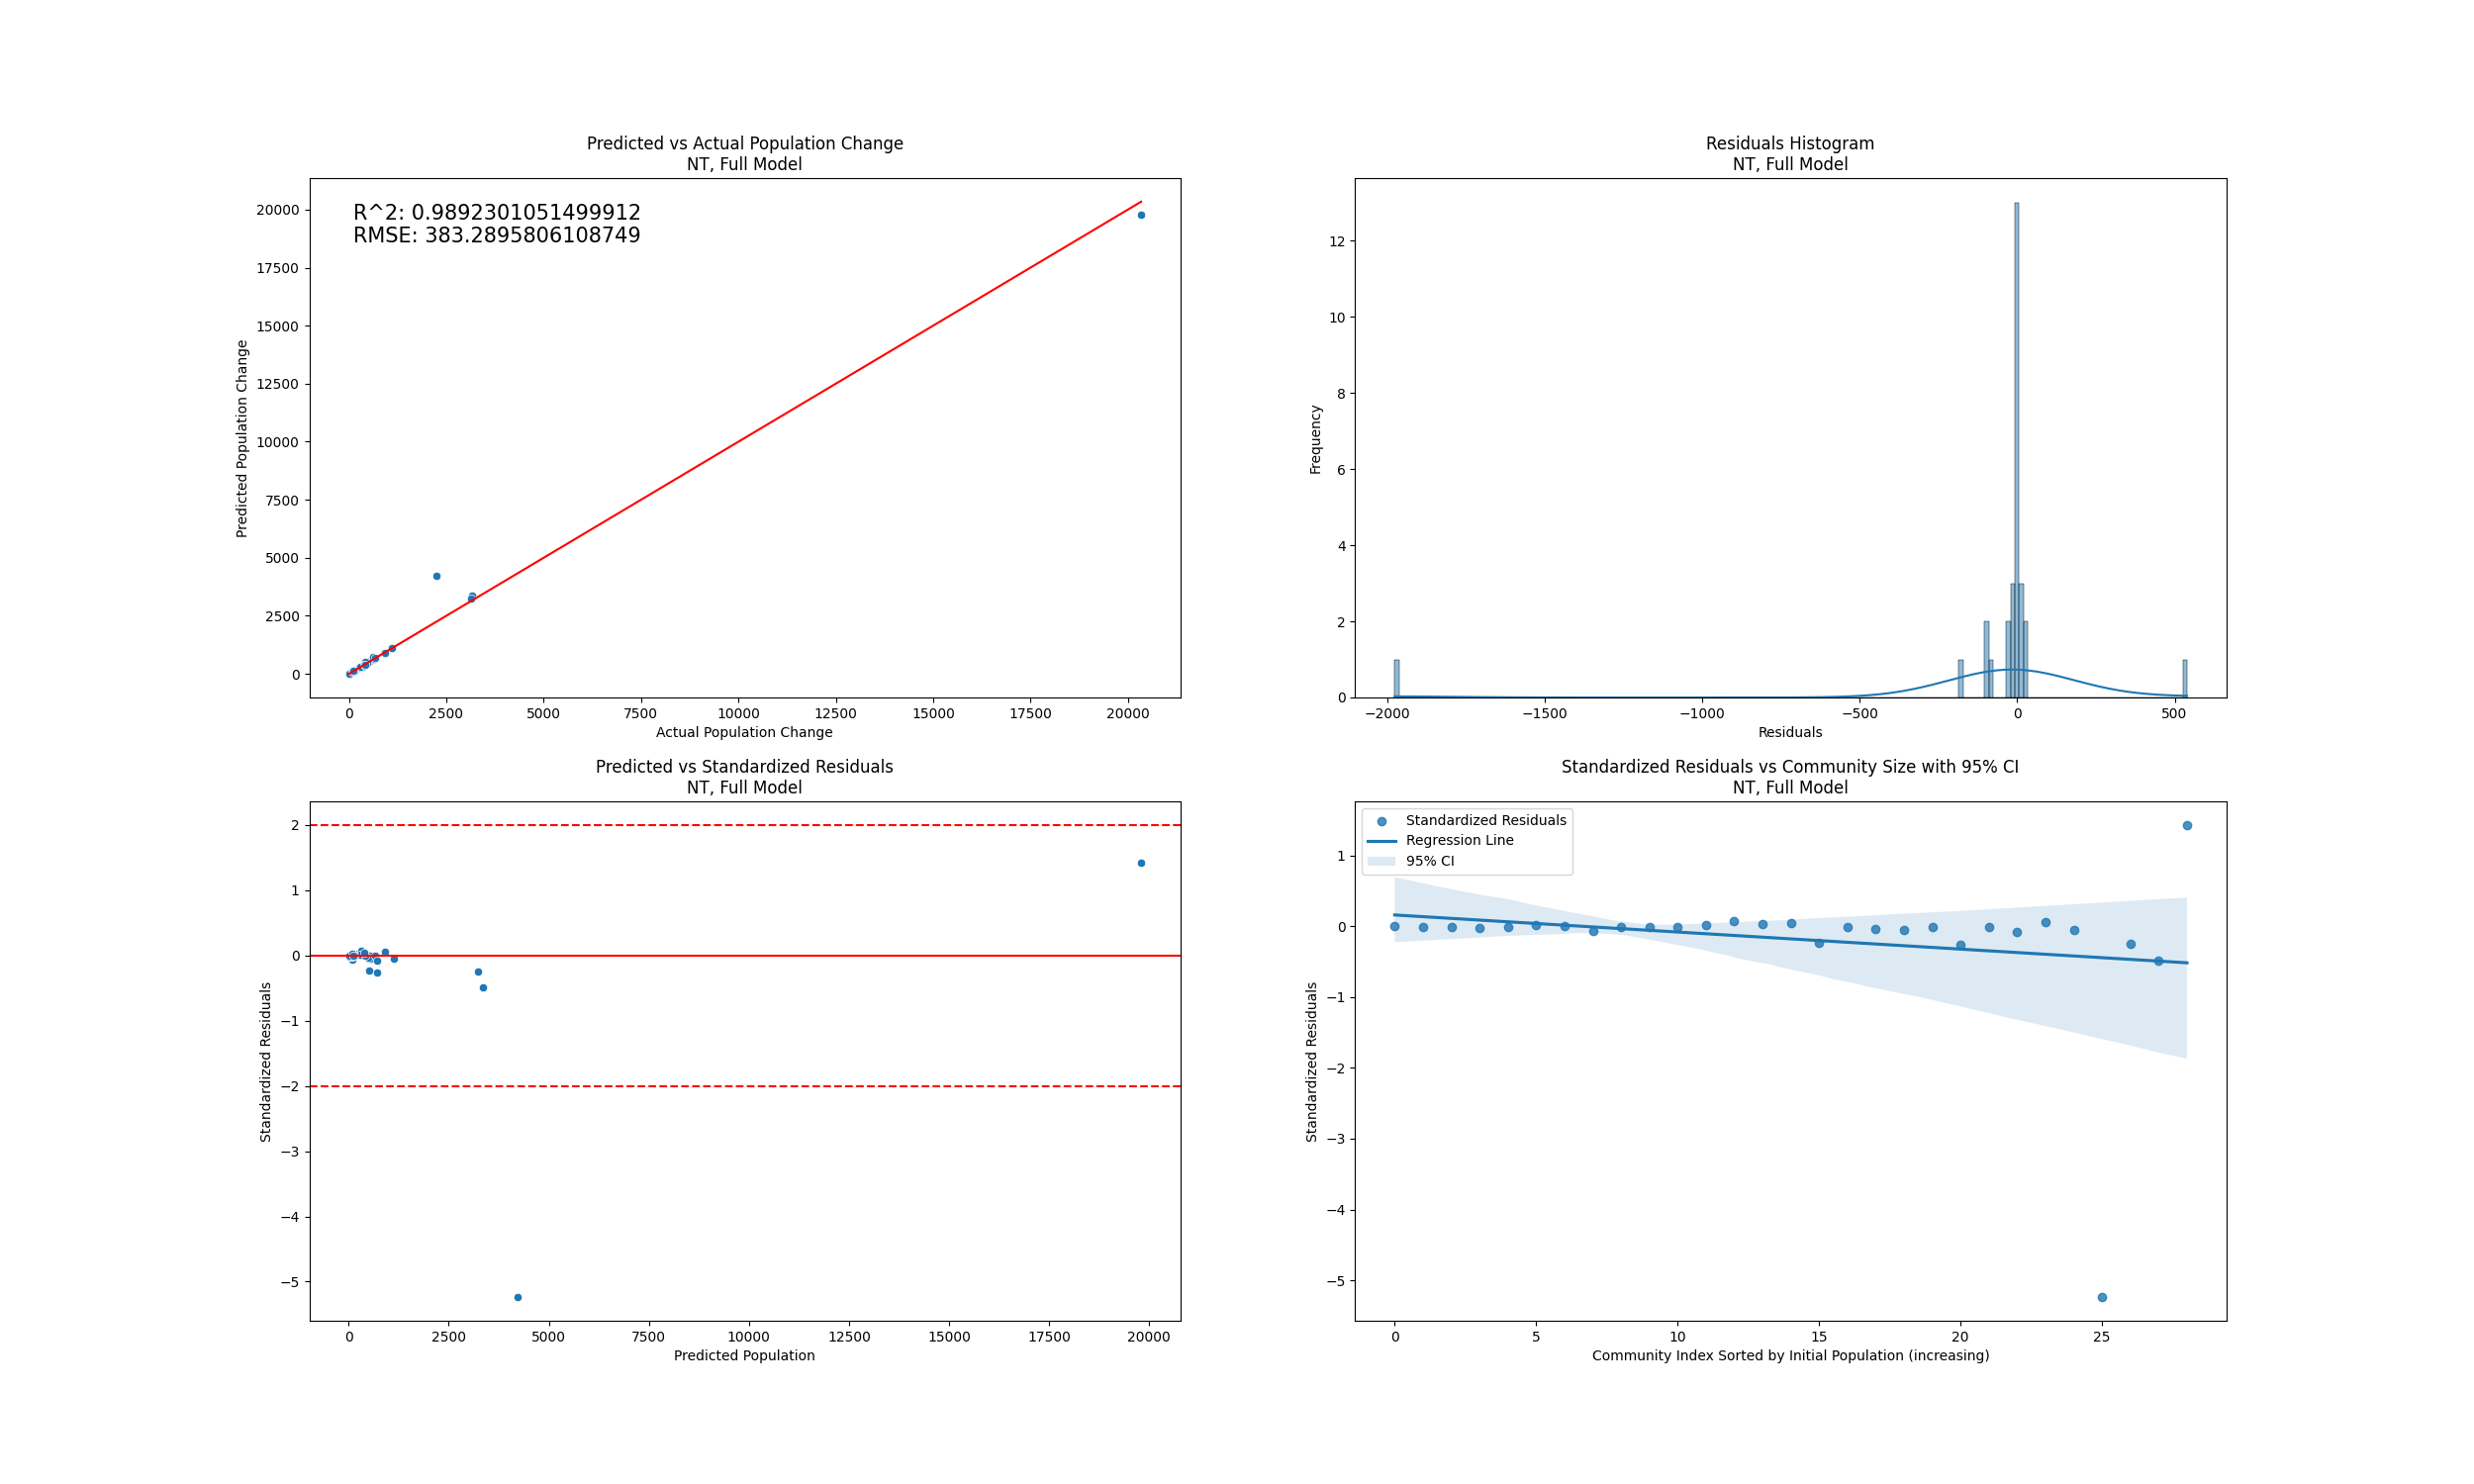 Predicted vs Actual Population Change
NT, Full Model
R^2: 0.9892301051499912
RMSE: 383.2895806108749
20000
17500
15000
12500
10000
7500
5000
2500
0
Predicted Population Change
0 2500 5000 7500 10000 12500 15000 17500 20000
Actual Population Change
Residuals Histogram
NT, Full Model
12
10
8
6
4
2
0
Frequency
−2000 −1500 −1000 −500 0 500
Residuals
Predicted vs Standardized Residuals
NT, Full Model
2
1
0
−1
−2
−3
−4
−5
Standardized Residuals
0 2500 5000 7500 10000 12500 15000 17500 20000
Predicted Population
Standardized Residuals vs Community Size with 95% CI
NT, Full Model
Standardized Residuals
Regression Line
95% CI
1
0
−1
−2
−3
−4
−5
Standardized Residuals
0 5 10 15 20 25
Community Index Sorted by Initial Population (increasing)